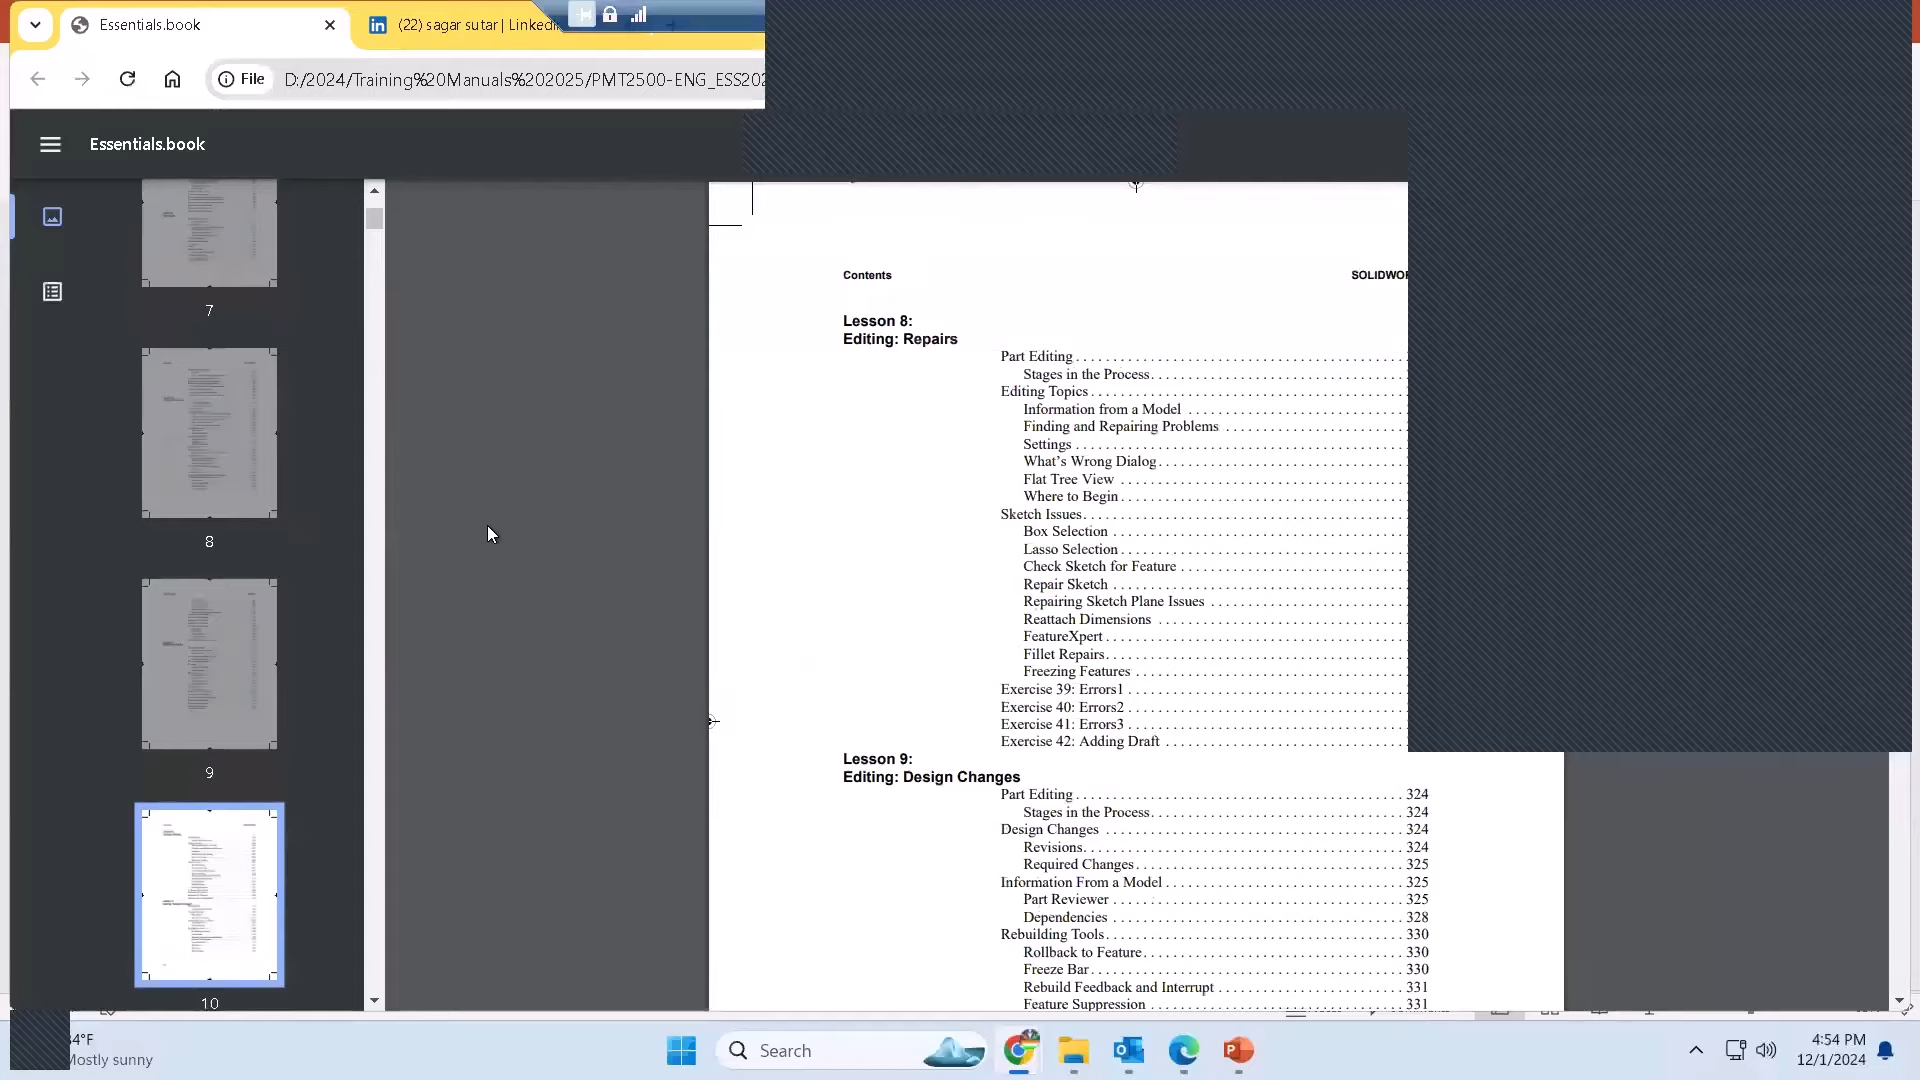 Essentials.book
(22) sagar sutar | Linkedi
File
D:/2024/Training%20Manuals%202025/PMT2500-ENG_ESS202
Essentials.book
7
8
9
10
Contents
SOLIDWOR
Lesson 8:
Editing: Repairs
Part Editing
Stages in the Process
Editing Topics
Information from a Model
Finding and Repairing Problems
Settings
What's Wrong Dialog
Flat Tree View
Where to Begin
Sketch Issues
Box Selection
Lasso Selection
Check Sketch for Feature
Repair Sketch
Repairing Sketch Plane Issues
Reattach Dimensions
FeatureXpert
Fillet Repairs
Freezing Features
Exercise 39: Errors1
Exercise 40: Errors2
Exercise 41: Errors3
Exercise 42: Adding Draft
Lesson 9:
Editing: Design Changes
Part Editing 324
Stages in the Process 324
Design Changes 324
Revisions 324
Required Changes 325
Information From a Model 325
Part Reviewer 325
Dependencies 328
Rebuilding Tools 330
Rollback to Feature 330
Freeze Bar 330
Rebuild Feedback and Interrupt 331
Feature Suppression 331
4°F
Mostly sunny
Search
4:54 PM
12/1/2024